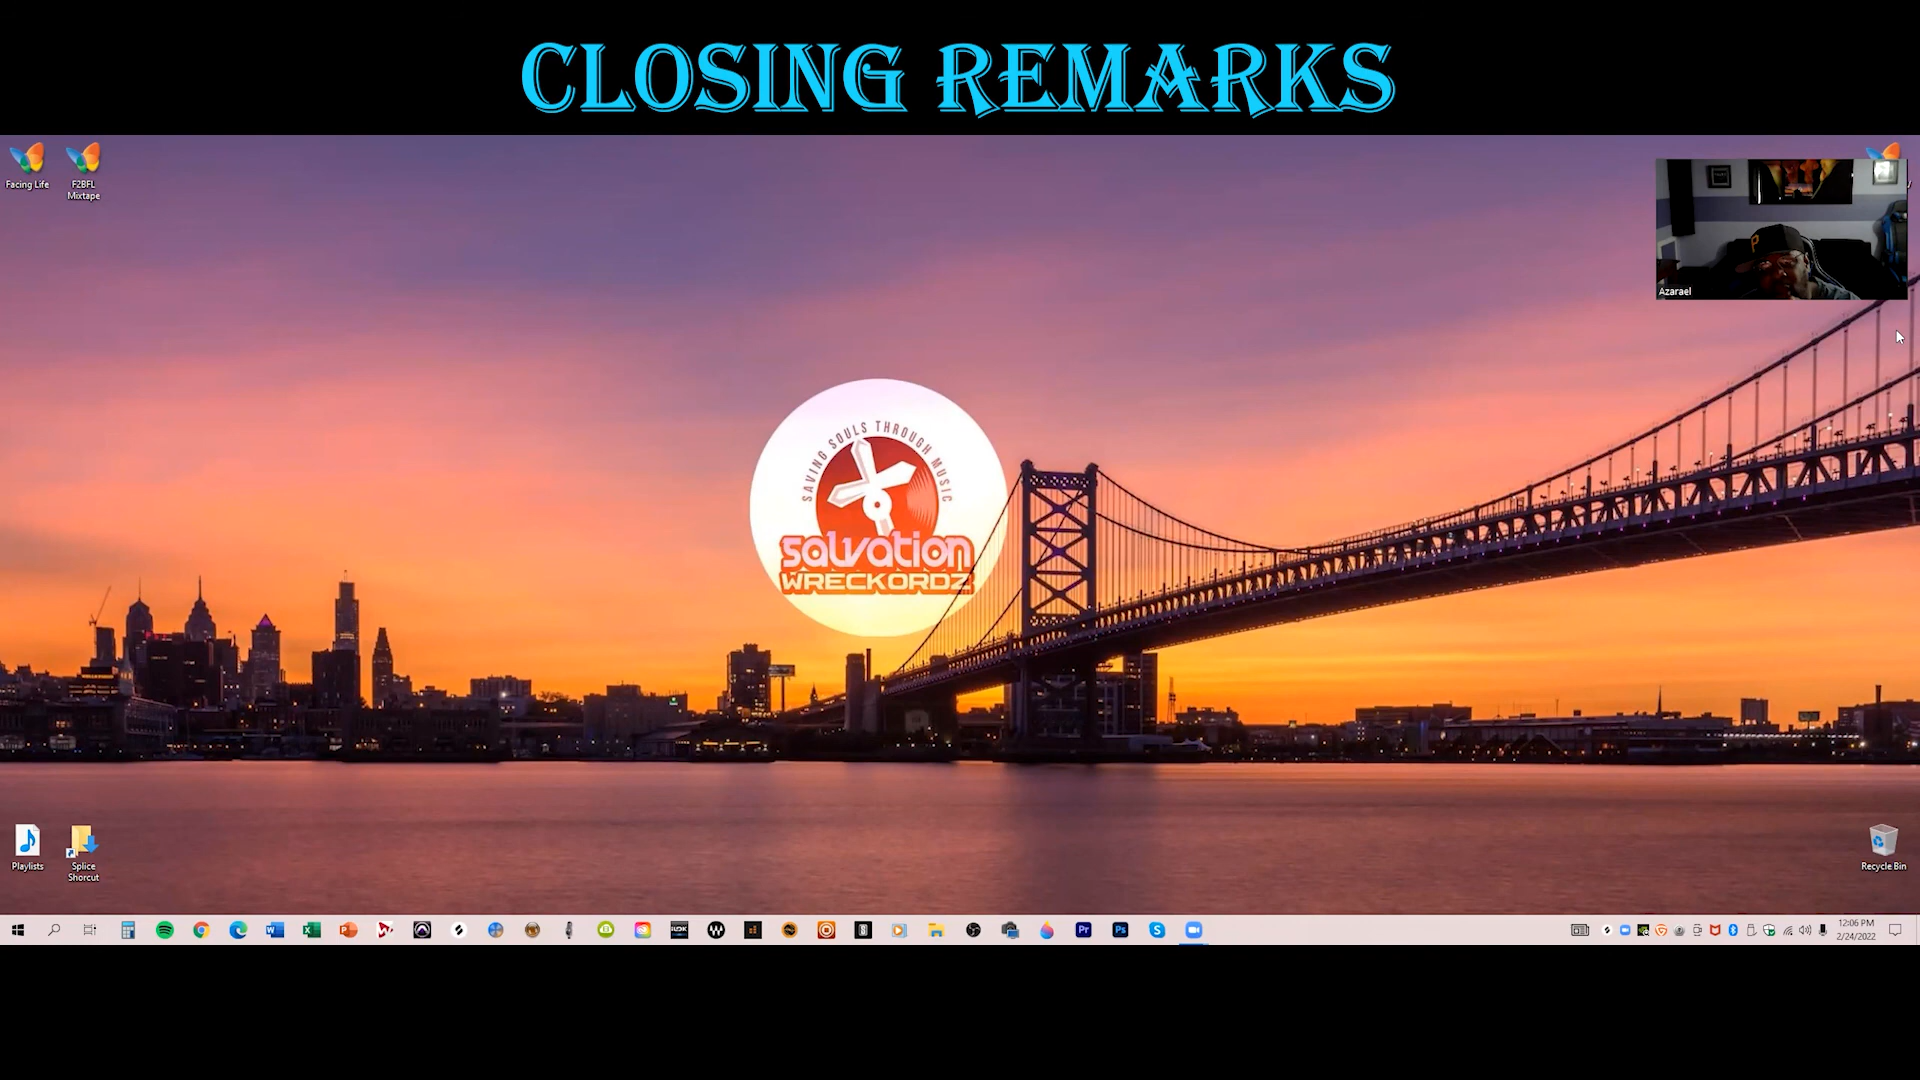 CLOSING REMARKS
Facing Life
F2BFL
Mixtape
Azarael
SAVING SOULS THROUGH MUSIC
salvation
WRECKORDZ
Playlists
Splice
Shorcut
Recycle Bin
12:06 PM
2/24/2022